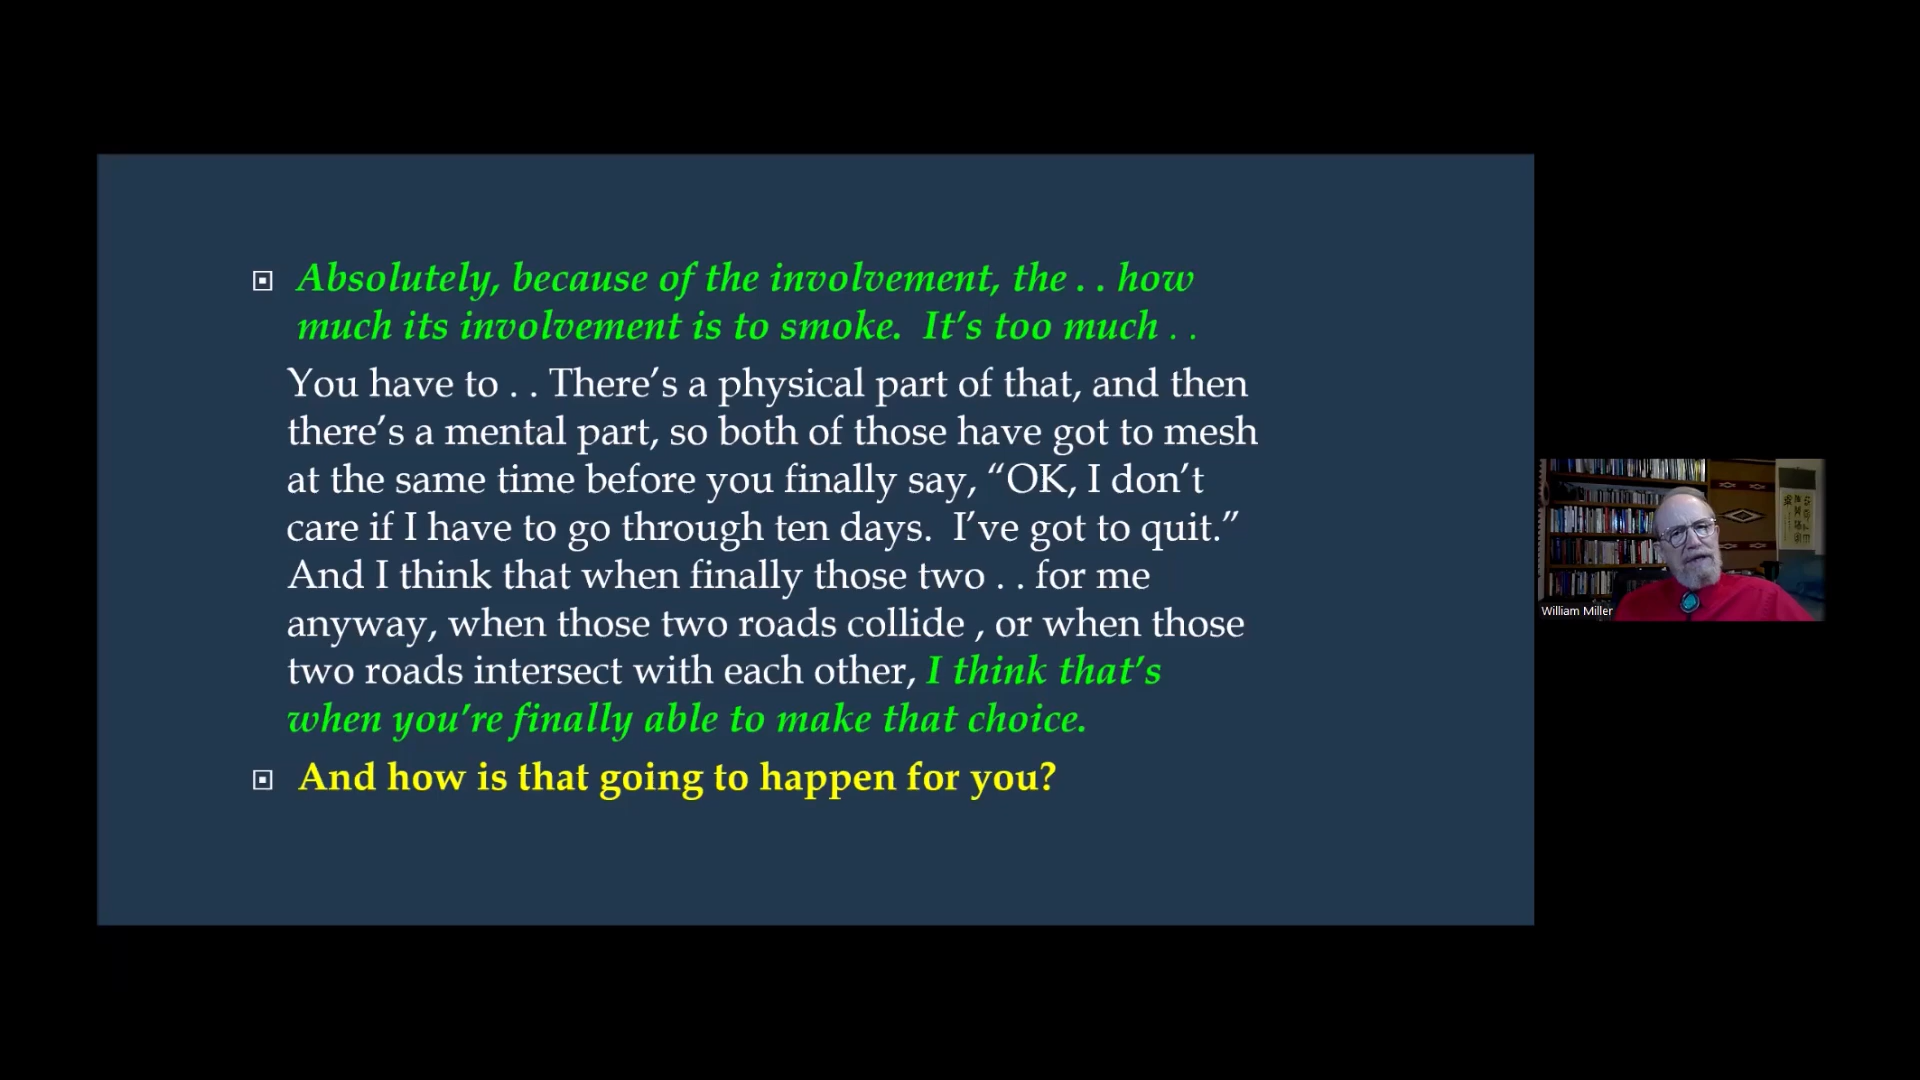 Absolutely, because of the involvement, the . . how
much its involvement is to smoke.  It’s too much . .
You have to . . There’s a physical part of that, and then
there’s a mental part, so both of those have got to mesh
at the same time before you finally say, “OK, I don’t
care if I have to go through ten days.  I’ve got to quit.”
And I think that when finally those two . . for me
anyway, when those two roads collide , or when those
two roads intersect with each other, I think that’s
when you’re finally able to make that choice.
And how is that going to happen for you?
William Miller